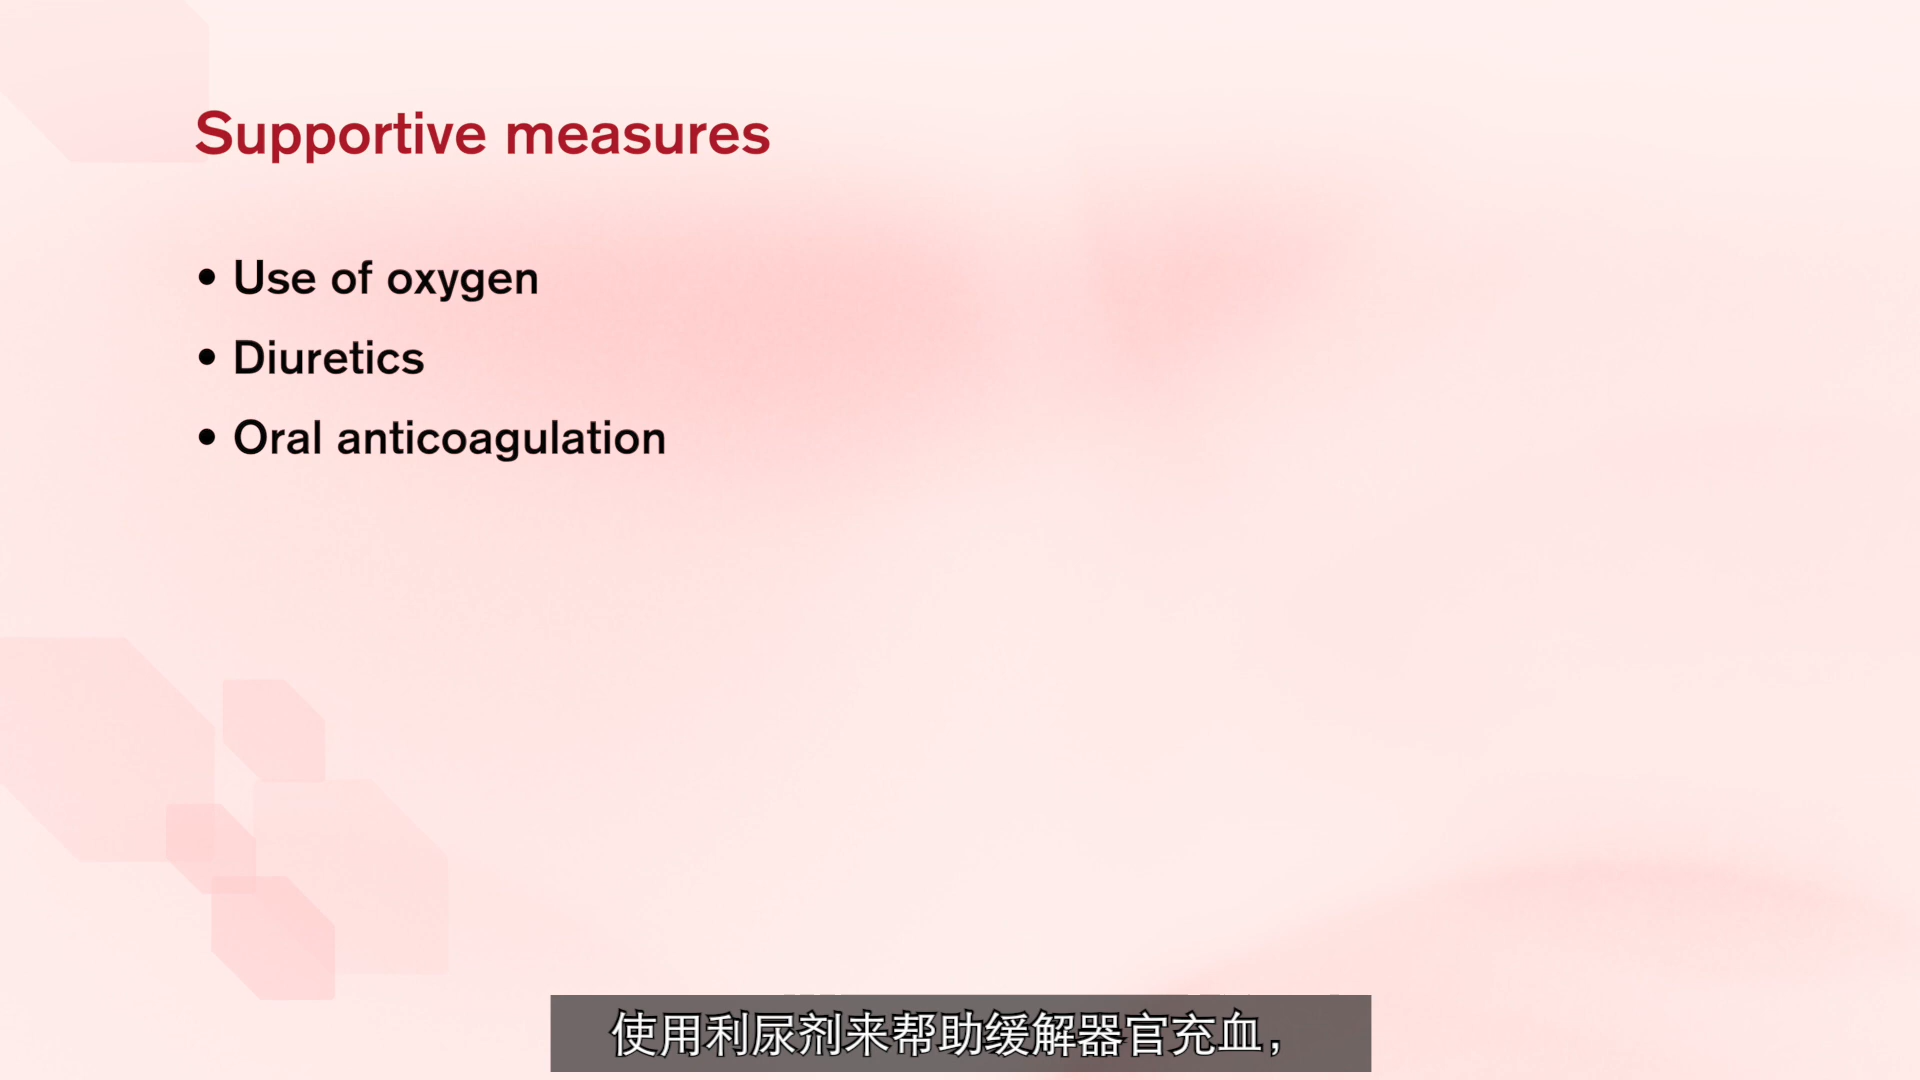 Supportive measures
• Use of oxygen
• Diuretics
• Oral anticoagulation
使用利尿剂来帮助缓解器官充血，